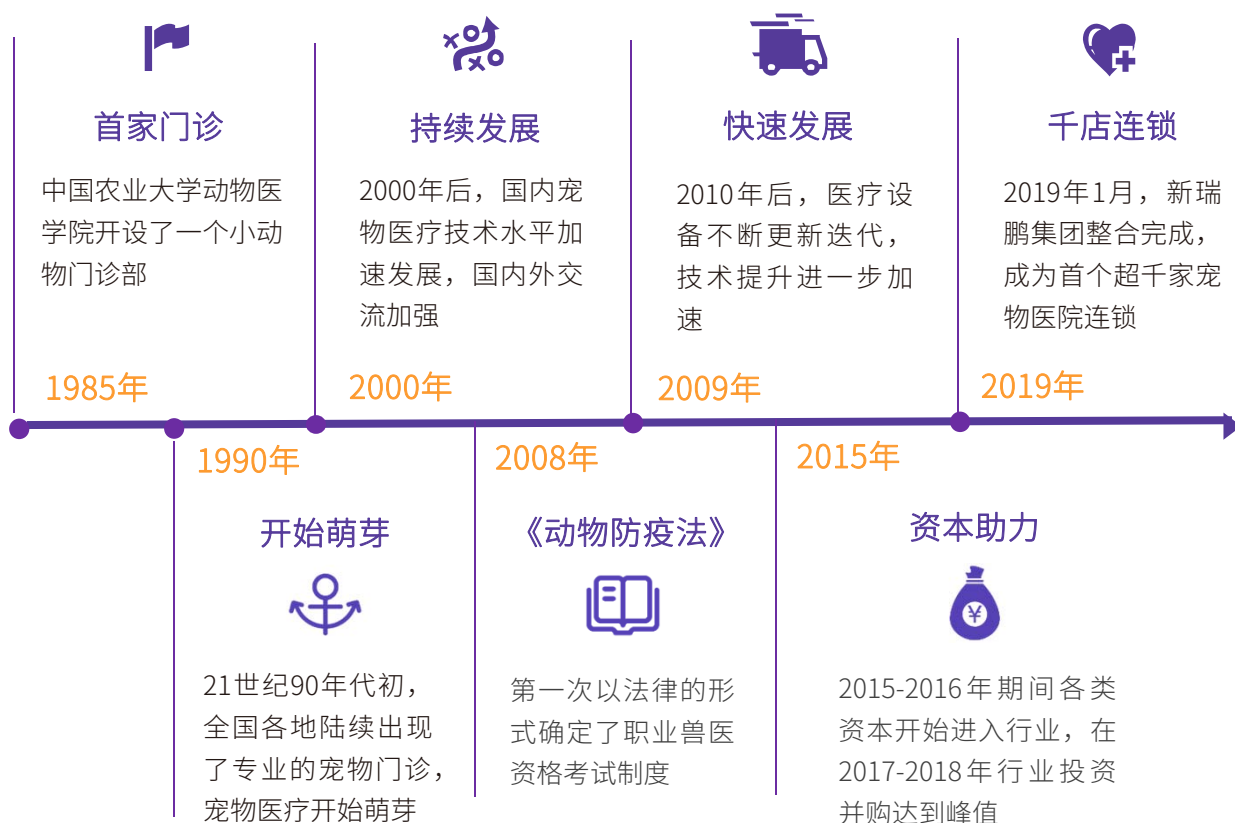 首家门诊
中国农业大学动物医
学院开设了一个小动
物门诊部
1985年
持续发展
2000年后，国内宠
物医疗技术水平加
速发展，国内外交
流加强
2000年
快速发展
2010年后，医疗设
备不断更新迭代，
技术提升进一步加
速
2009年
千店连锁
2019年1月，新瑞
鹏集团整合完成，
成为首个超千家宠
物医院连锁
2019年
1990年
开始萌芽
21世纪90年代初，
全国各地陆续出现
了专业的宠物门诊，
宠物医疗开始萌芽
2008年
《动物防疫法》
第一次以法律的形
式确定了职业兽医
资格考试制度
2015年
资本助力
¥
2015-2016年期间各类
资本开始进入行业，在
2017-2018年行业投资
并购达到峰值